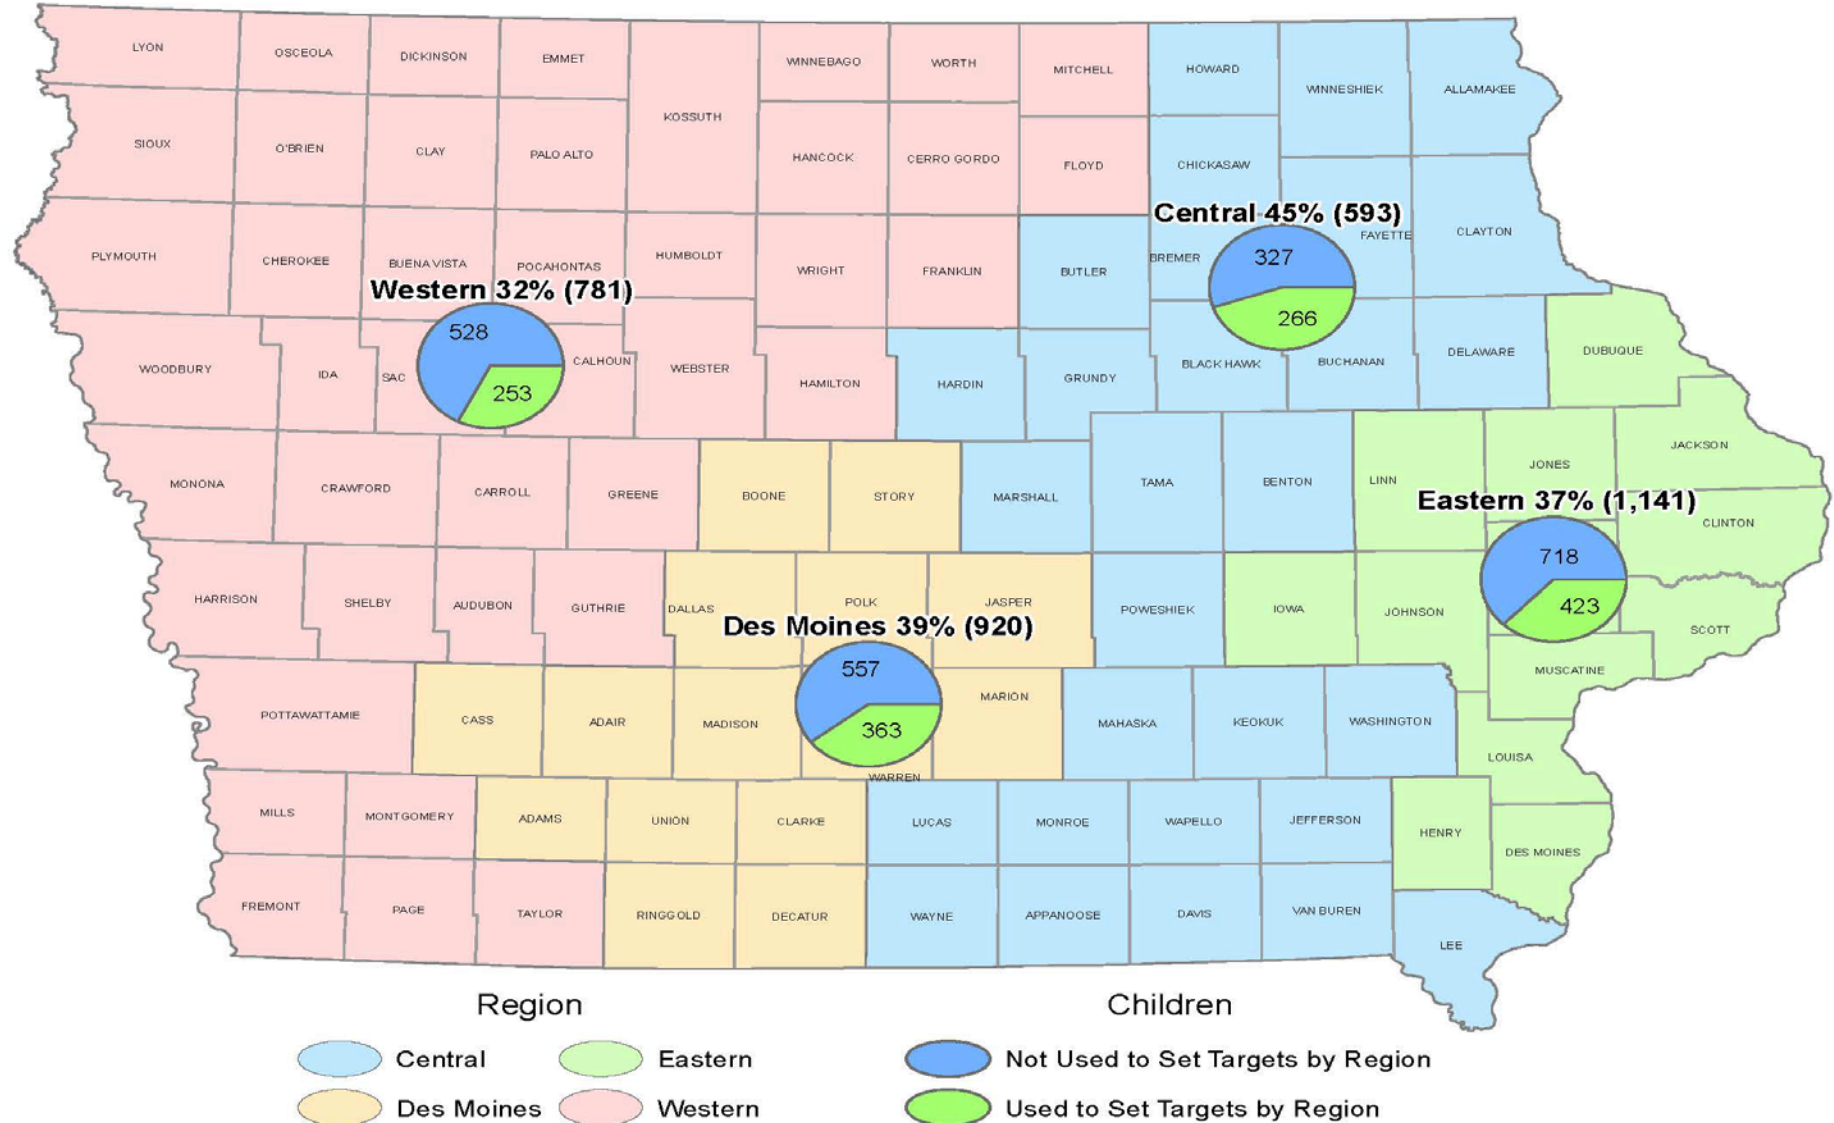 LYON
OSCEOLA
DICKINSON
EMMET
WINNEBAGO
WORTH
MITCHELL
HOWARD
WINNESHIEK
ALLAMAKEE
KOSSUTH
SIOUX
O'BRIEN
CLAY
PALO ALTO
HANCOCK
CERRO GORDO
FLOYD
CHICKASAW
Central 45% (593)
FAYETTE
CLAYTON
PLYMOUTH
CHEROKEE
BUENA VISTA
POCAHONTAS
HUMBOLDT
WRIGHT
FRANKLIN
BUTLER
BREMER
327
266
Western 32% (781)
528
253
WOODBURY
IDA
SAC
CALHOUN
WEBSTER
HAMILTON
HARDIN
GRUNDY
BLACK HAWK
BUCHANAN
DELAWARE
DUBUQUE
MONONA
CRAWFORD
CARROLL
GREENE
BOONE
STORY
MARSHALL
TAMA
BENTON
LINN
JONES
JACKSON
Eastern 37% (1,141)
CLINTON
718
423
HARRISON
SHELBY
AUDUBON
GUTHRIE
DALLAS
POLK
JASPER
POWESHIEK
IOWA
JOHNSON
SCOTT
MUSCATINE
Des Moines 39% (920)
557
363
POTTAWATTAMIE
CASS
ADAIR
MADISON
MARION
MAHASKA
KEOKUK
WASHINGTON
LOUISA
WARREN
MILLS
MONTGOMERY
ADAMS
UNION
CLARKE
LUCAS
MONROE
WAPELLO
JEFFERSON
HENRY
DES MOINES
FREMONT
PAGE
TAYLOR
RINGGOLD
DECATUR
WAYNE
APPANOOSE
DAVIS
VAN BUREN
LEE
Region
Central
Eastern
Des Moines
Western
Children
Not Used to Set Targets by Region
Used to Set Targets by Region